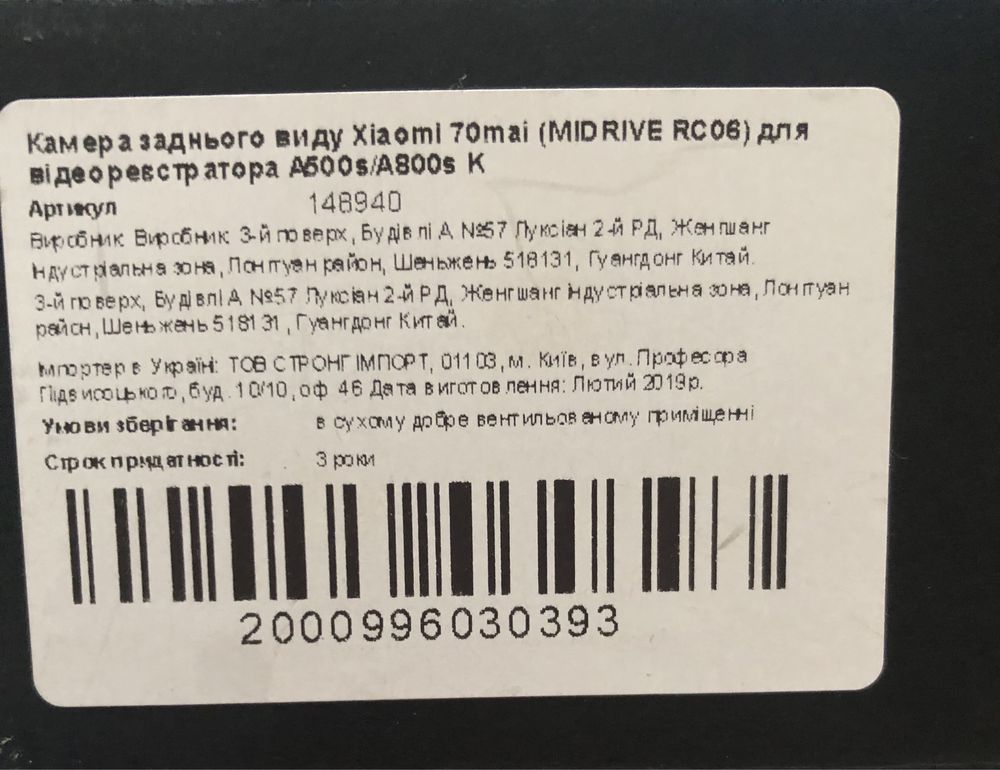 Камера заднього виду Xiaomi 70mai (MIDRIVE RC06) для
відеореєстратора A500s/A800s К
Артикул 148940
Виробник Виробник 3-й поверх, Будівлі А №57 Луксіан 2-й РД, Женгшанг
Індустріальна зона, Лонггуан район, Шеньжень 518131, Гуангдонг Китай.
3-й поверх, Будівлі А №57 Луксіан 2-й РД, Женгшанг індустріальна зона, Лонггуан
район, Шеньжень 518131, Гуангдонг Китай.
Імпортер в Україні: ТОВ СТРОНГ ІМПОРТ, 01103, м. Київ, вул. Професора
Підвисоцького, буд. 10/10, оф 46 Дата виготовлення: Лютий 2019р.
Умови зберігання: в сухому добре вентильованому приміщенні
Строк придатності: 3 роки
2000996030393